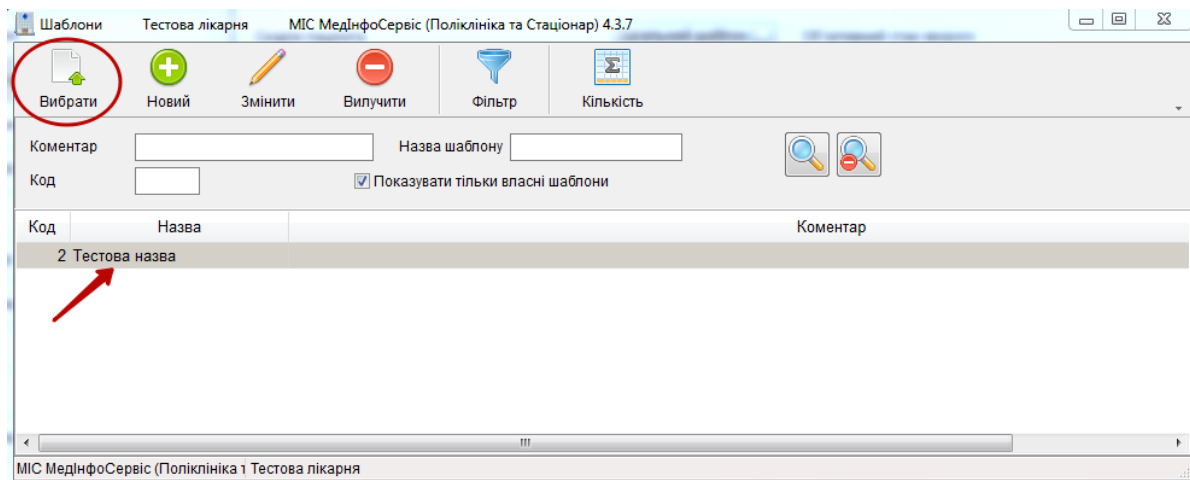 Шаблони Тестова лікарня МІС МедІнфоСервіс (Поліклініка та Стаціонар) 4.3.7
Вибрати Новий Змінити Вилучити Фільтр Кількість
Коментар Назва шаблону
Код Показувати тільки власні шаблони
Код Назва Коментар
2 Тестова назва
МІС МедІнфоСервіс (Поліклініка т Тестова лікарня